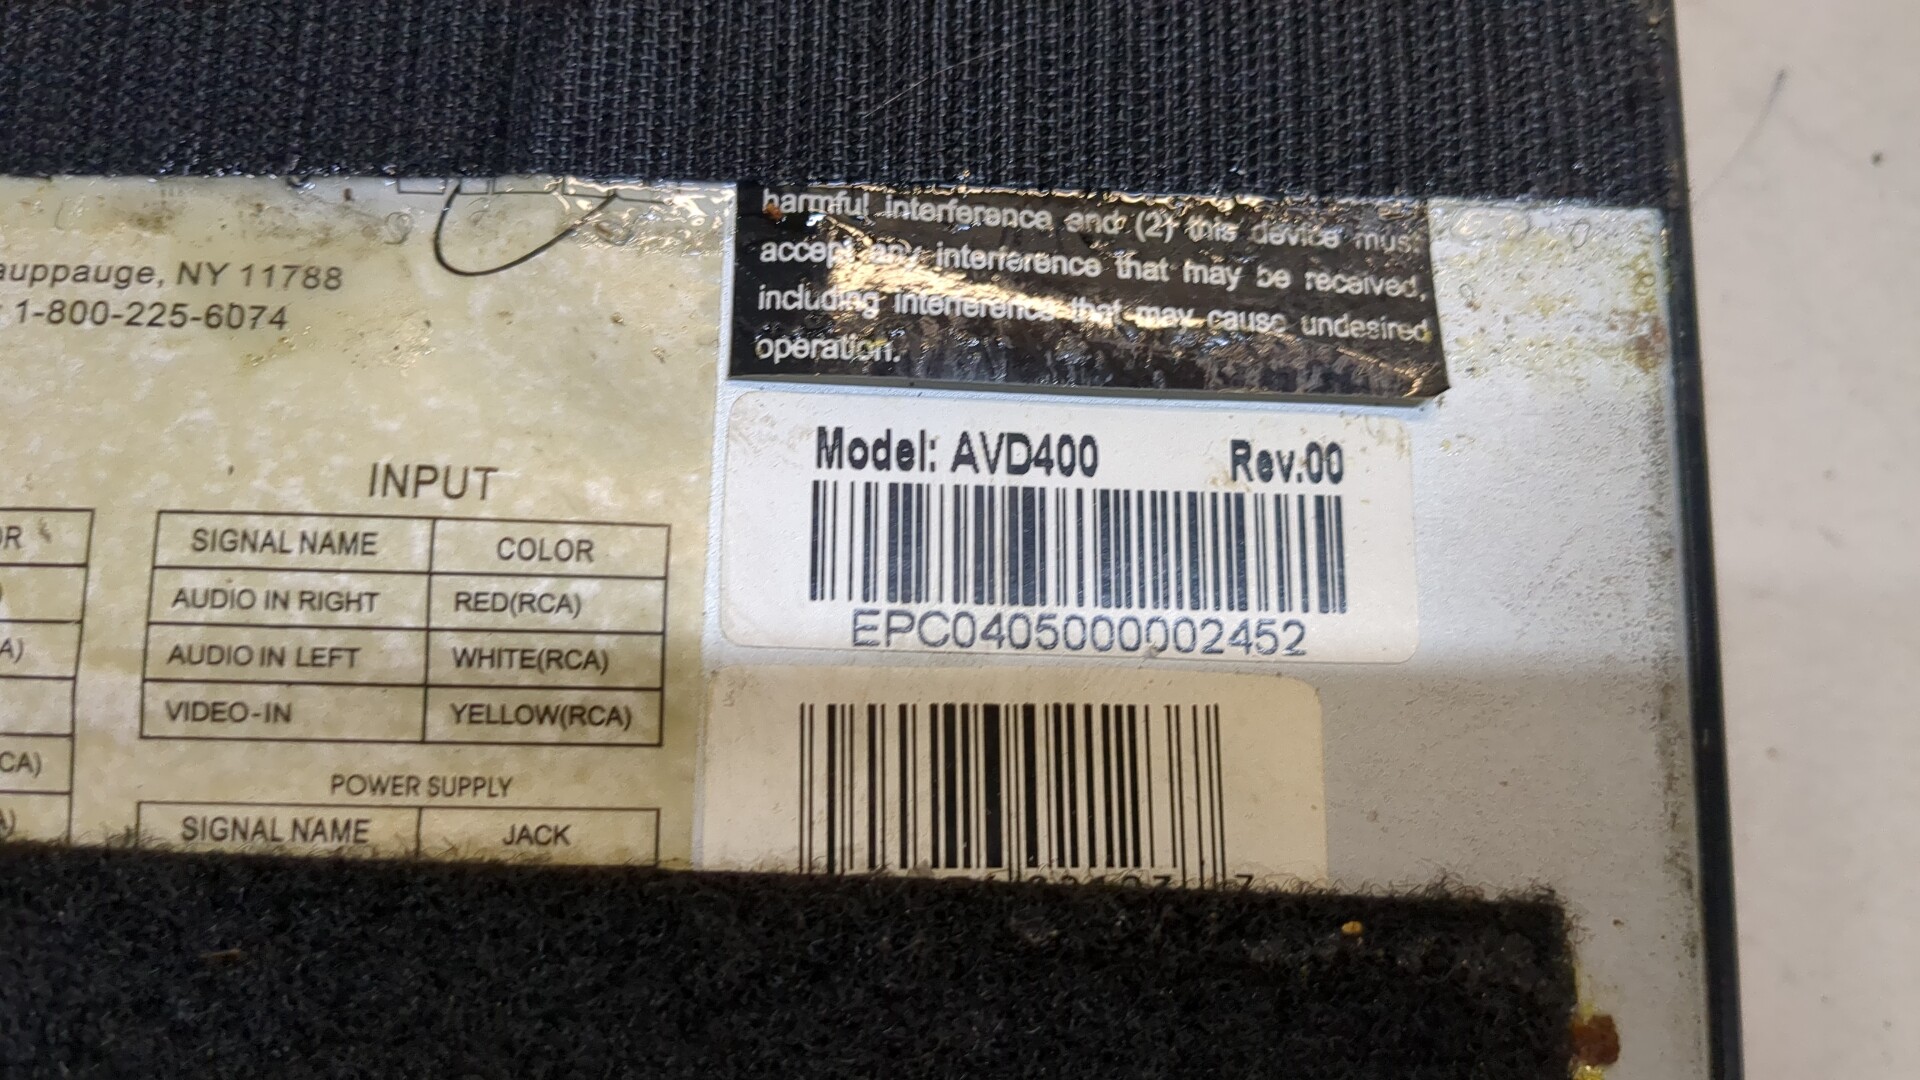 harmful interference and (2) this device must
accept any interference that may be received,
including interference that may cause undesired
operation.
auppauge, NY 11788
1-800-225-6074
Model: AVD400 Rev.00
EPC0405000002452
INPUT
SIGNAL NAME COLOR
AUDIO IN RIGHT RED(RCA)
AUDIO IN LEFT WHITE(RCA)
VIDEO-IN YELLOW(RCA)
POWER SUPPLY
SIGNAL NAME JACK
R
A)
CA)
A)
7